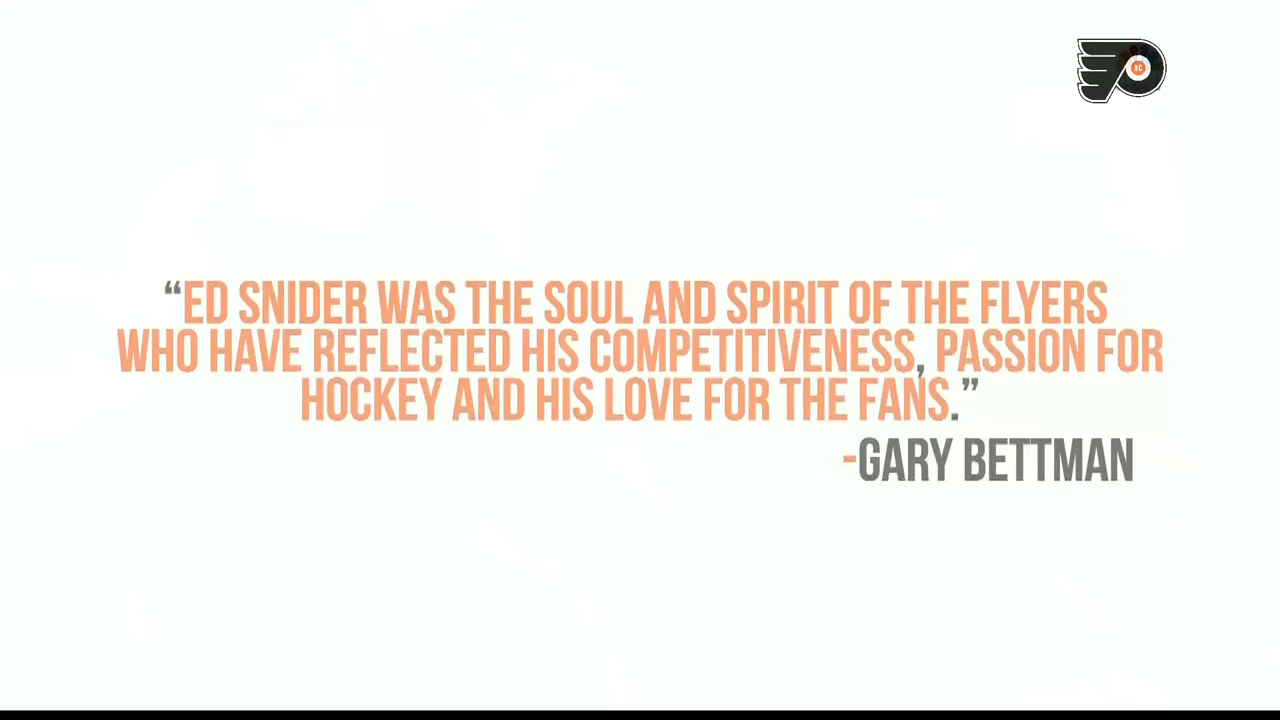 “ED SNIDER WAS THE SOUL AND SPIRIT OF THE FLYERS
WHO HAVE REFLECTED HIS COMPETITIVENESS, PASSION FOR
HOCKEY AND HIS LOVE FOR THE FANS.”
-GARY BETTMAN